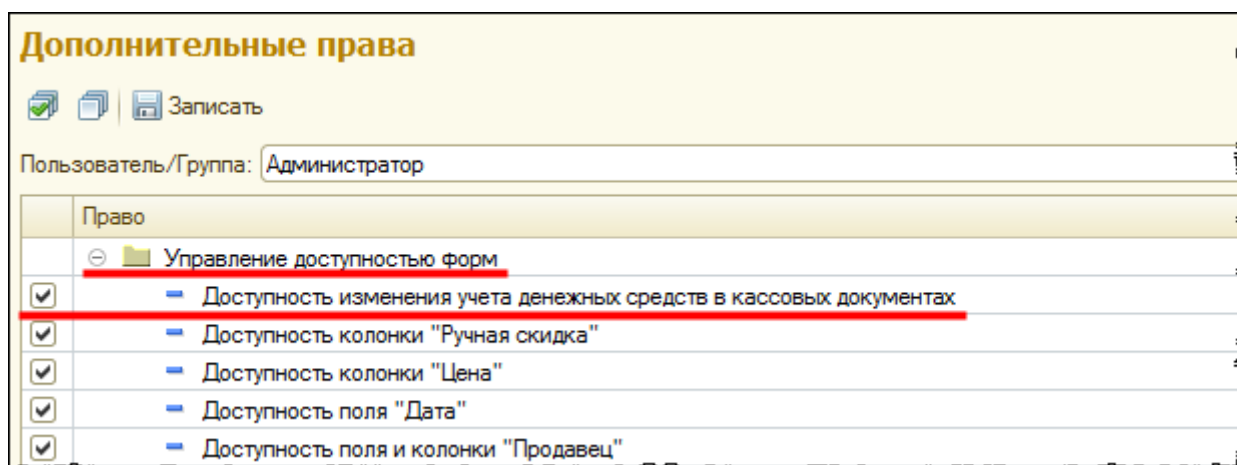 Дополнительные права
Записать
Пользователь/Группа: Администратор
Право
Управление доступностью форм
Доступность изменения учета денежных средств в кассовых документах
Доступность колонки "Ручная скидка"
Доступность колонки "Цена"
Доступность поля "Дата"
Доступность поля и колонки "Продавец"